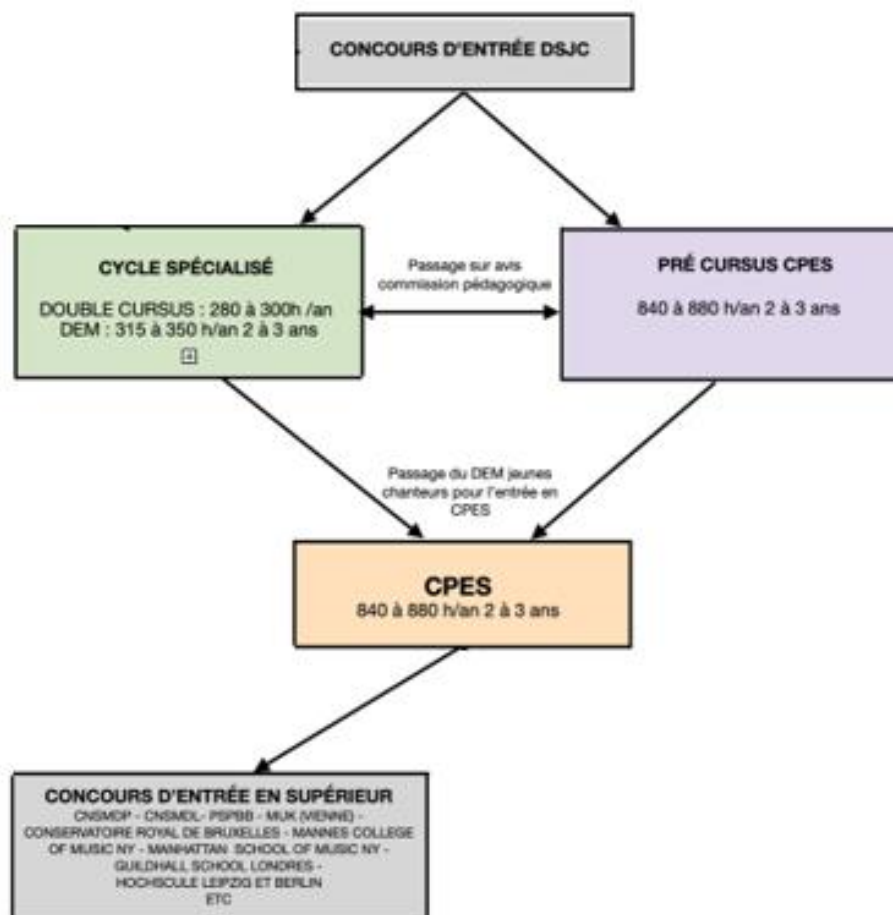 CONCOURS D'ENTRÉE DSJC
CYCLE SPÉCIALISÉ
DOUBLE CURSUS : 280 à 300h /an
DEM : 315 à 350 h/an 2 à 3 ans
Passage sur avis
commission pédagogique
PRÉ CURSUS CPES
840 à 880 h/an 2 à 3 ans
Passage du DEM jeunes
chanteurs pour l'entrée en
CPES
CPES
840 à 880 h/an 2 à 3 ans
CONCOURS D'ENTRÉE EN SUPÉRIEUR
CNSMDP - CNSMDL- PSPBB - MUK (VIENNE) -
CONSERVATOIRE ROYAL DE BRUXELLES - MANNES COLLEGE
OF MUSIC NY - MANHATTAN SCHOOL OF MUSIC NY -
GUILDHALL SCHOOL LONDRES -
HOCHSCULE LEIPZIG ET BERLIN
ETC